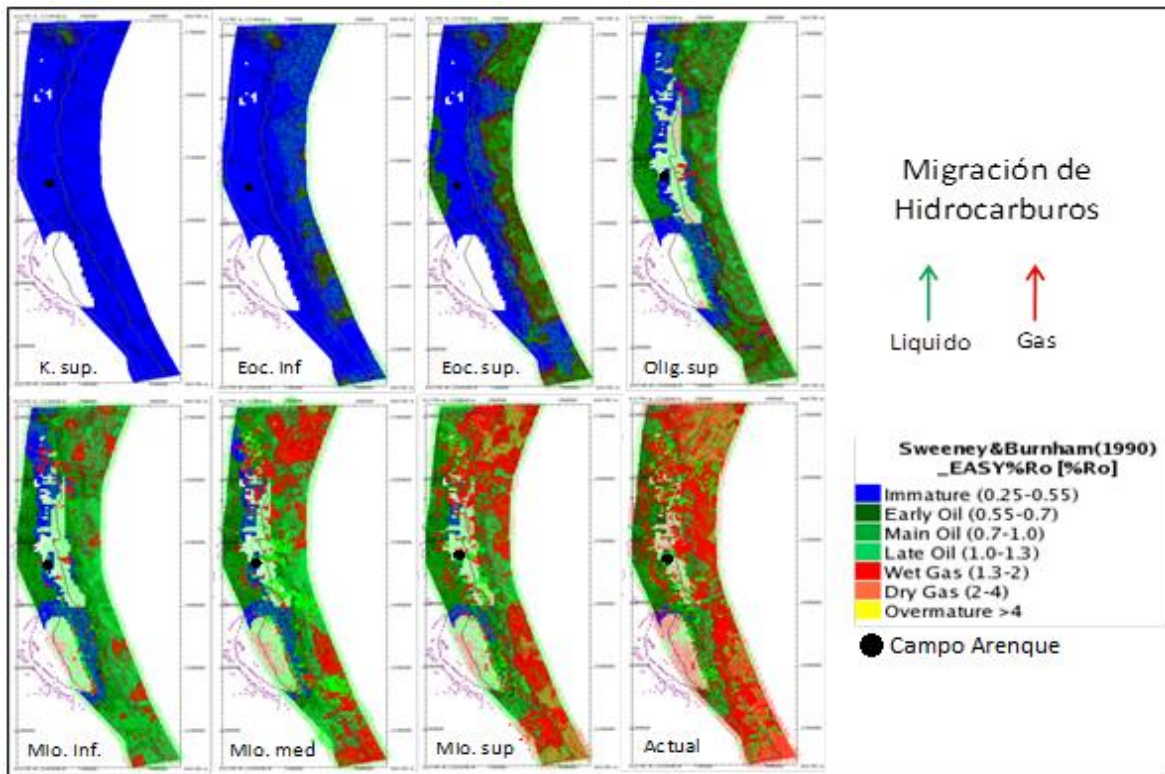 K. sup.
Eoc. Inf
Eoc. sup.
Olig.sup
Migración de
Hidrocarburos
Liquido
Gas
Mio. Inf.
Mio. med
Mio. sup
Actual
Sweeney&Burnham(1990)
_EASY%Ro [%Ro]
Immature (0.25-0.55)
Early Oil (0.55-0.7)
Main Oil (0.7-1.0)
Late Oil (1.0-1.3)
Wet Gas (1.3-2)
Dry Gas (2-4)
Overmature >4
Campo Arenque